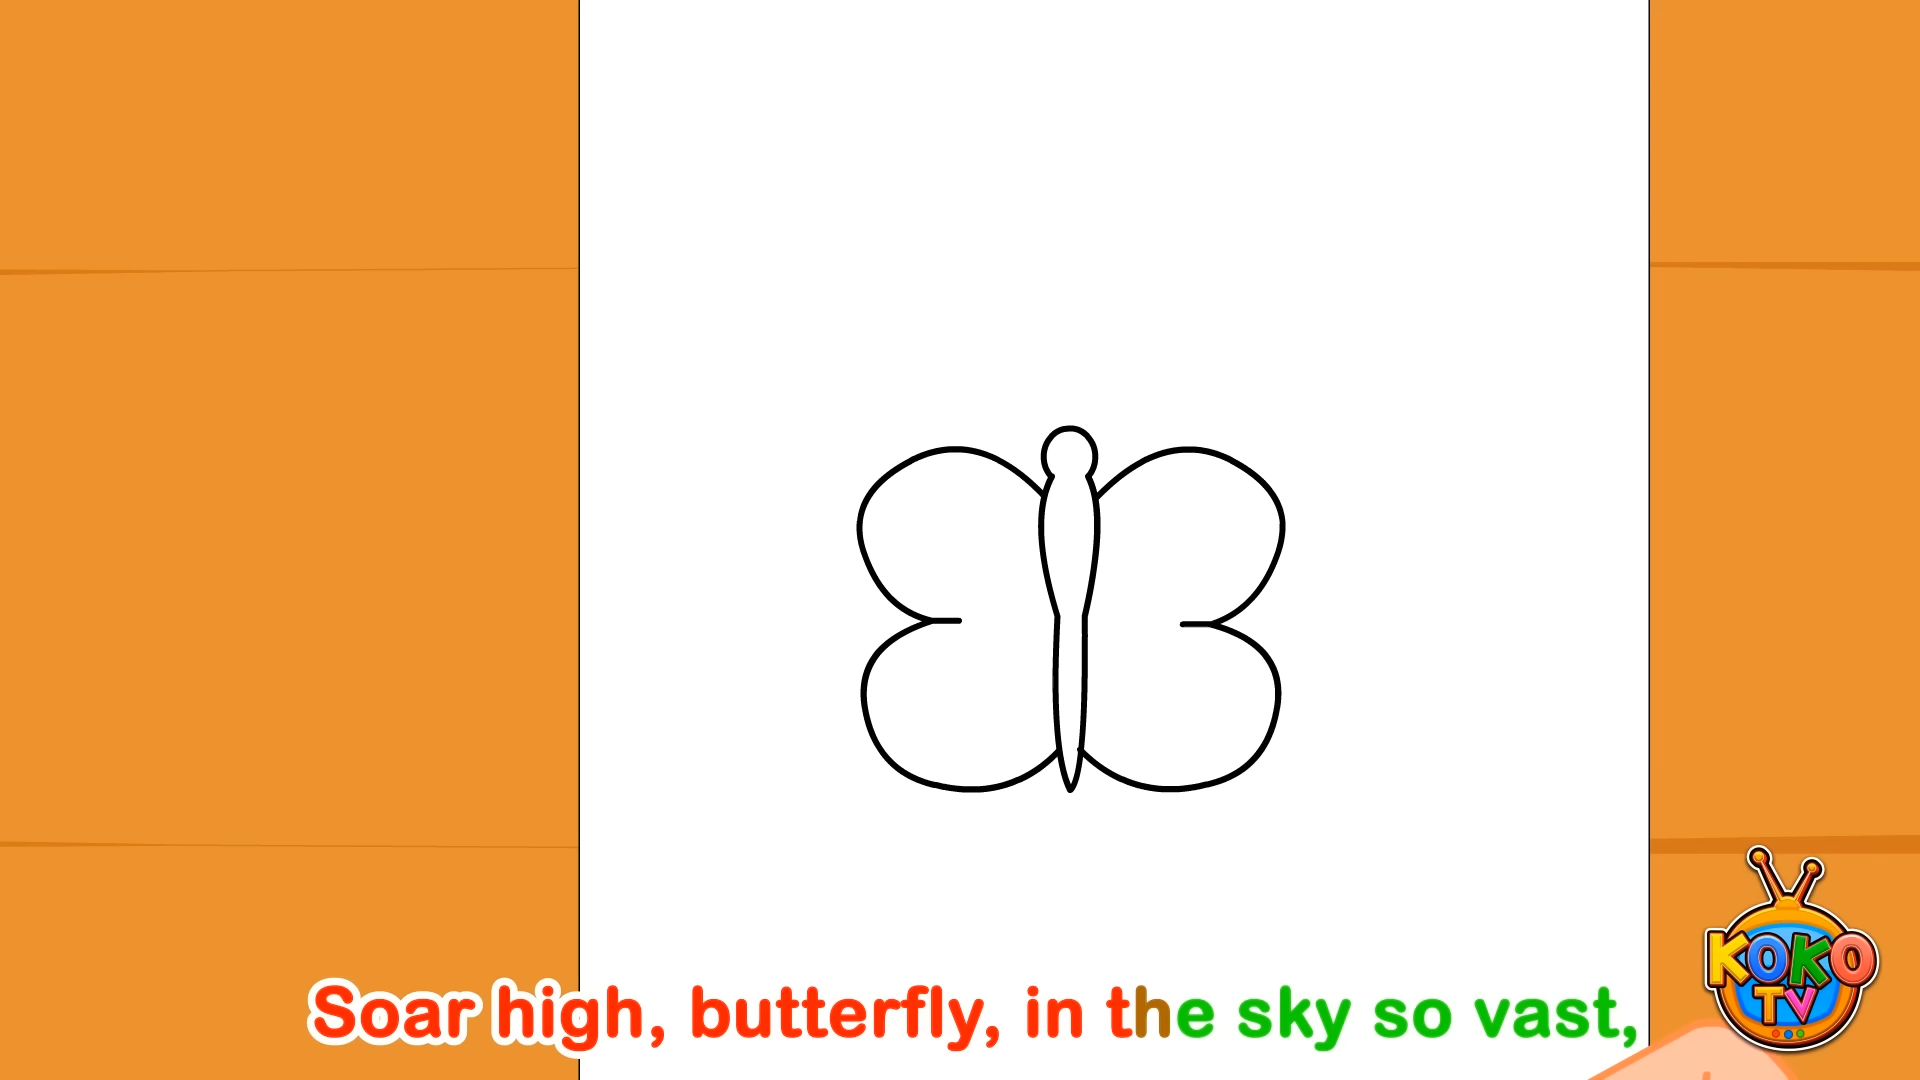 Soar high, butterfly, in the sky so vast,
KOKO
TV